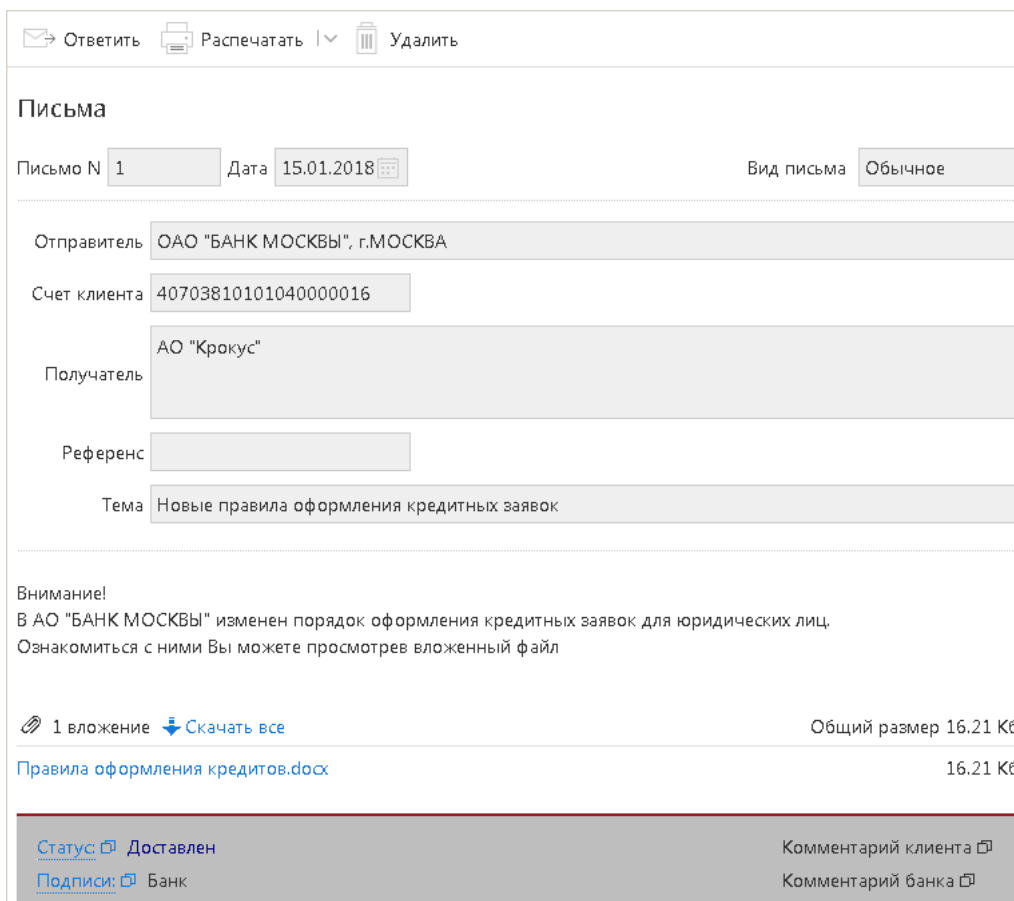 Ответить Распечатать Удалить
Письма
Письмо N 1 Дата 15.01.2018 Вид письма Обычное
Отправитель ОАО "БАНК МОСКВЫ", г.МОСКВА
Счет клиента 40703810101040000016
АО "Крокус"
Получатель
Референс
Тема Новые правила оформления кредитных заявок
Внимание!
В АО "БАНК МОСКВЫ" изменен порядок оформления кредитных заявок для юридических лиц.
Ознакомиться с ними Вы можете просмотрев вложенный файл
1 вложение Скачать все Общий размер 16.21 Кб
Правила оформления кредитов.docx 16.21 Кб
Статус: Доставлен Комментарий клиента
Подписи: Банк Комментарий банка